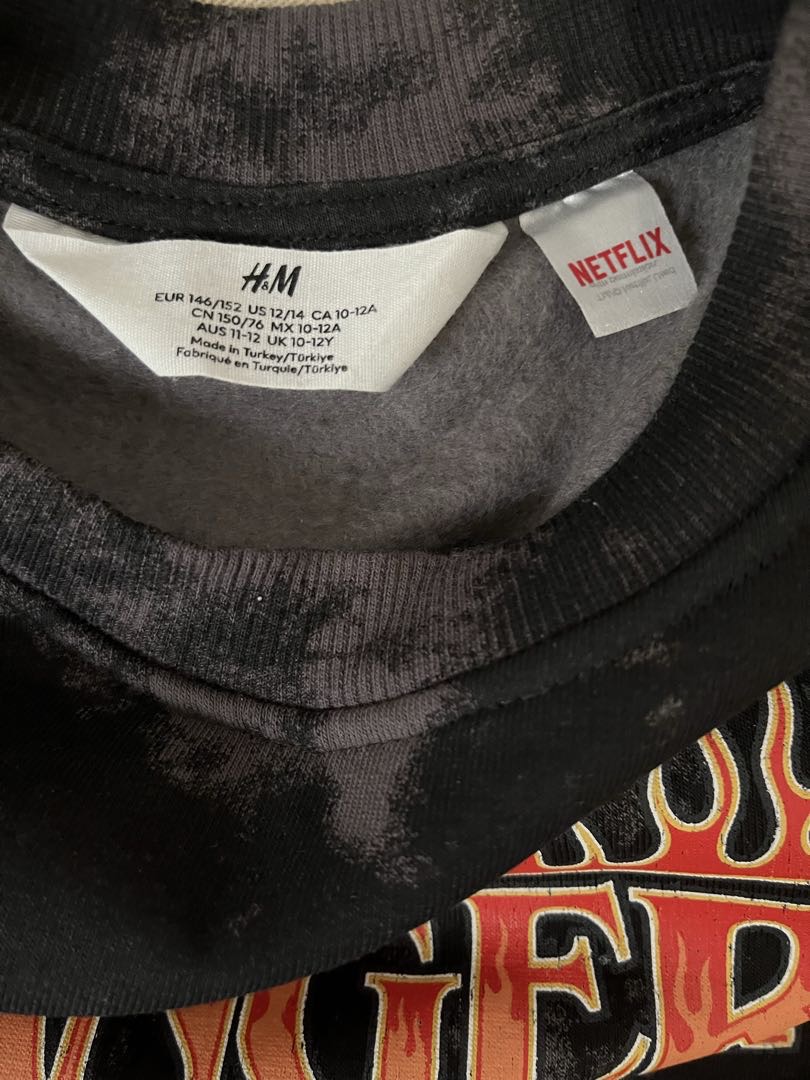 H&M
EUR 146/152 US 12/14 CA 10-12A
CN 150/76 MX 10-12A
AUS 11-12 UK 10-12Y
Made in Turkey/Türkiye
Fabriqué en Turquie/Türkiye
NETFLIX
NGER